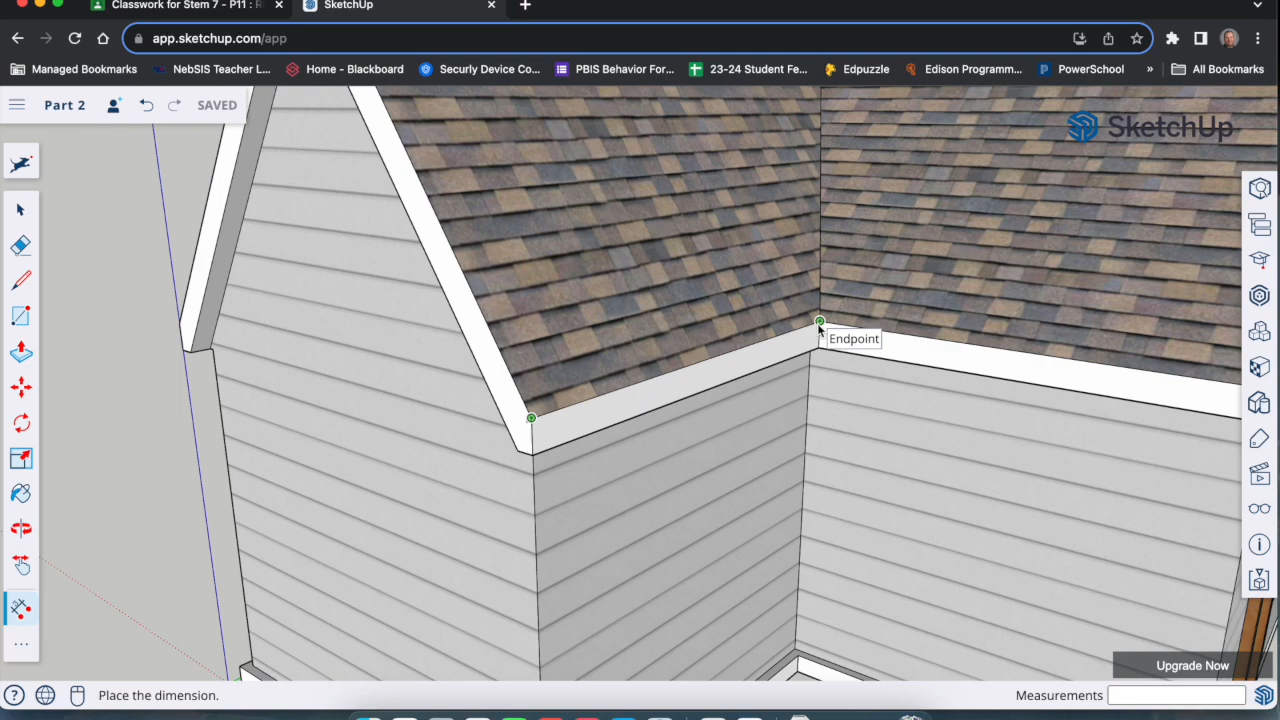 Classwork for Stem 7 - P11 : R
SketchUp
app.sketchup.com/app
Managed Bookmarks
NebSIS Teacher L...
Home - Blackboard
Securly Device Co...
PBIS Behavior For...
23-24 Student Fe...
Edpuzzle
Edison Programm...
PowerSchool
»
All Bookmarks
Part 2
SAVED
SketchUp
Endpoint
Upgrade Now
Place the dimension.
Measurements